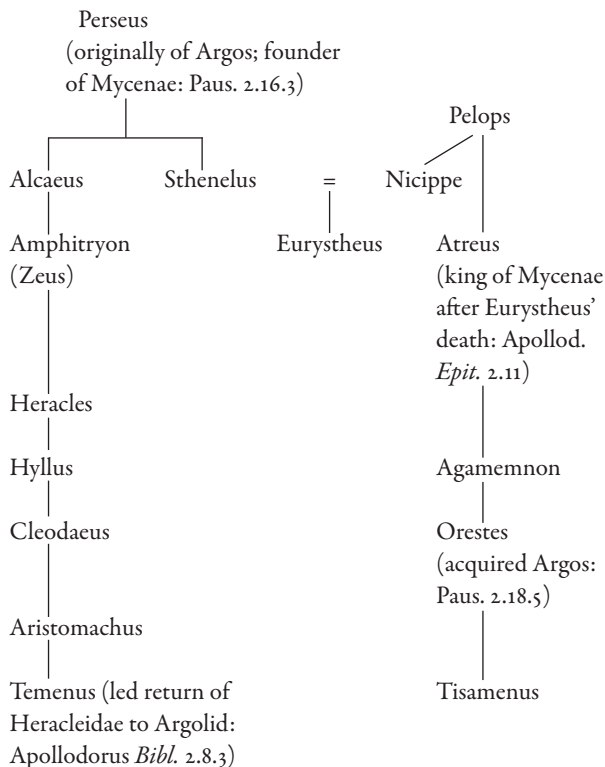 Perseus
(originally of Argos; founder
of Mycenae: Paus. 2.16.3)
Pelops
Alcaeus
Sthenelus
=
Nicippe
Amphitryon
(Zeus)
Eurystheus
Atreus
(king of Mycenae
after Eurystheus’
death: Apollod.
Epit. 2.11)
Heracles
Hyllus
Agamemnon
Cleodaeus
Orestes
(acquired Argos:
Paus. 2.18.5)
Aristomachus
Temenus (led return of
Heracleidae to Argolid:
Apollodorus Bibl. 2.8.3)
Tisamenus